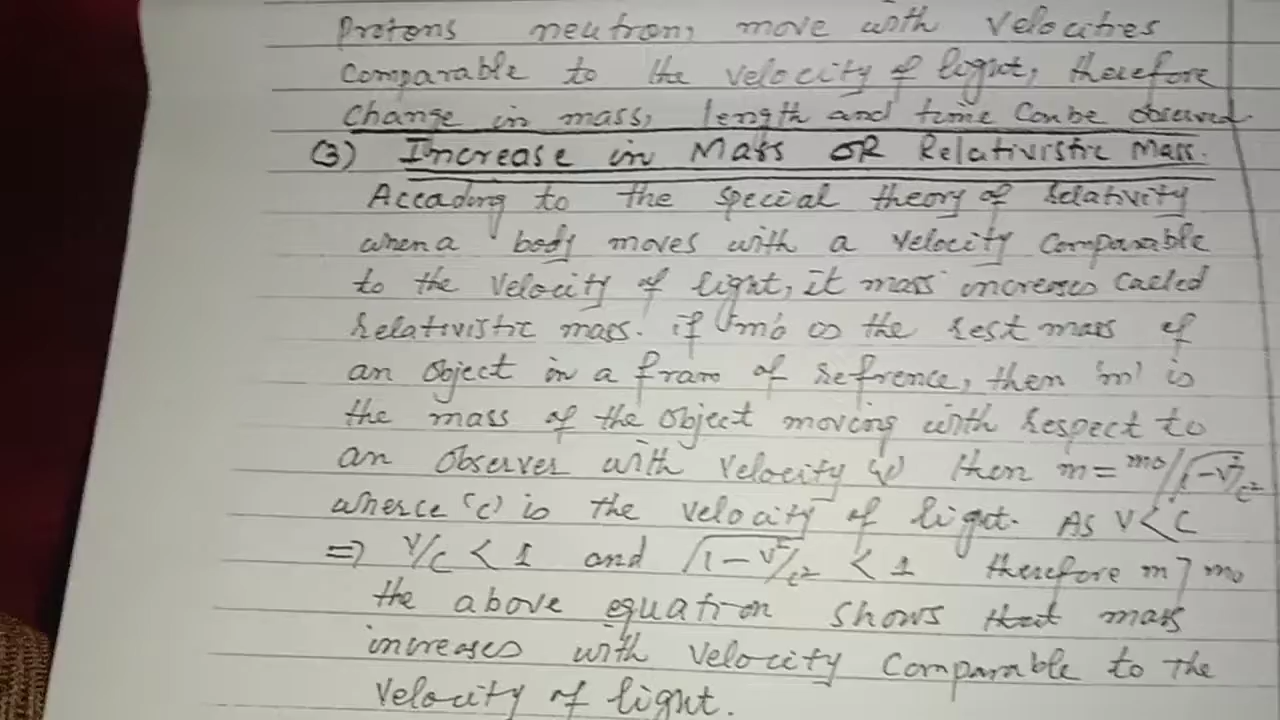 Protons neutrons move with velocities
Comparable to the velocity of light, therefore
Change in mass, length and time Can be observed.
(3) Increase in Mass OR Relativistic Mass.
According to the special theory of relativity
when a body moves with a velocity Comparable
to the velocity of light, it mass increases called
relativistic mass. if 'mo' is the rest mass of
an object in a fram of refrence, then 'm' is
the mass of the object moving with respect to
an observer with velocity (v) then m = mo/√1-v²/c²
where (c) is the velocity of light. As V < C
=> V/C < 1 and √1-v²/c² < 1 therefore m > mo
the above equation shows that mass
increases with velocity Comparable to the
velocity of light.